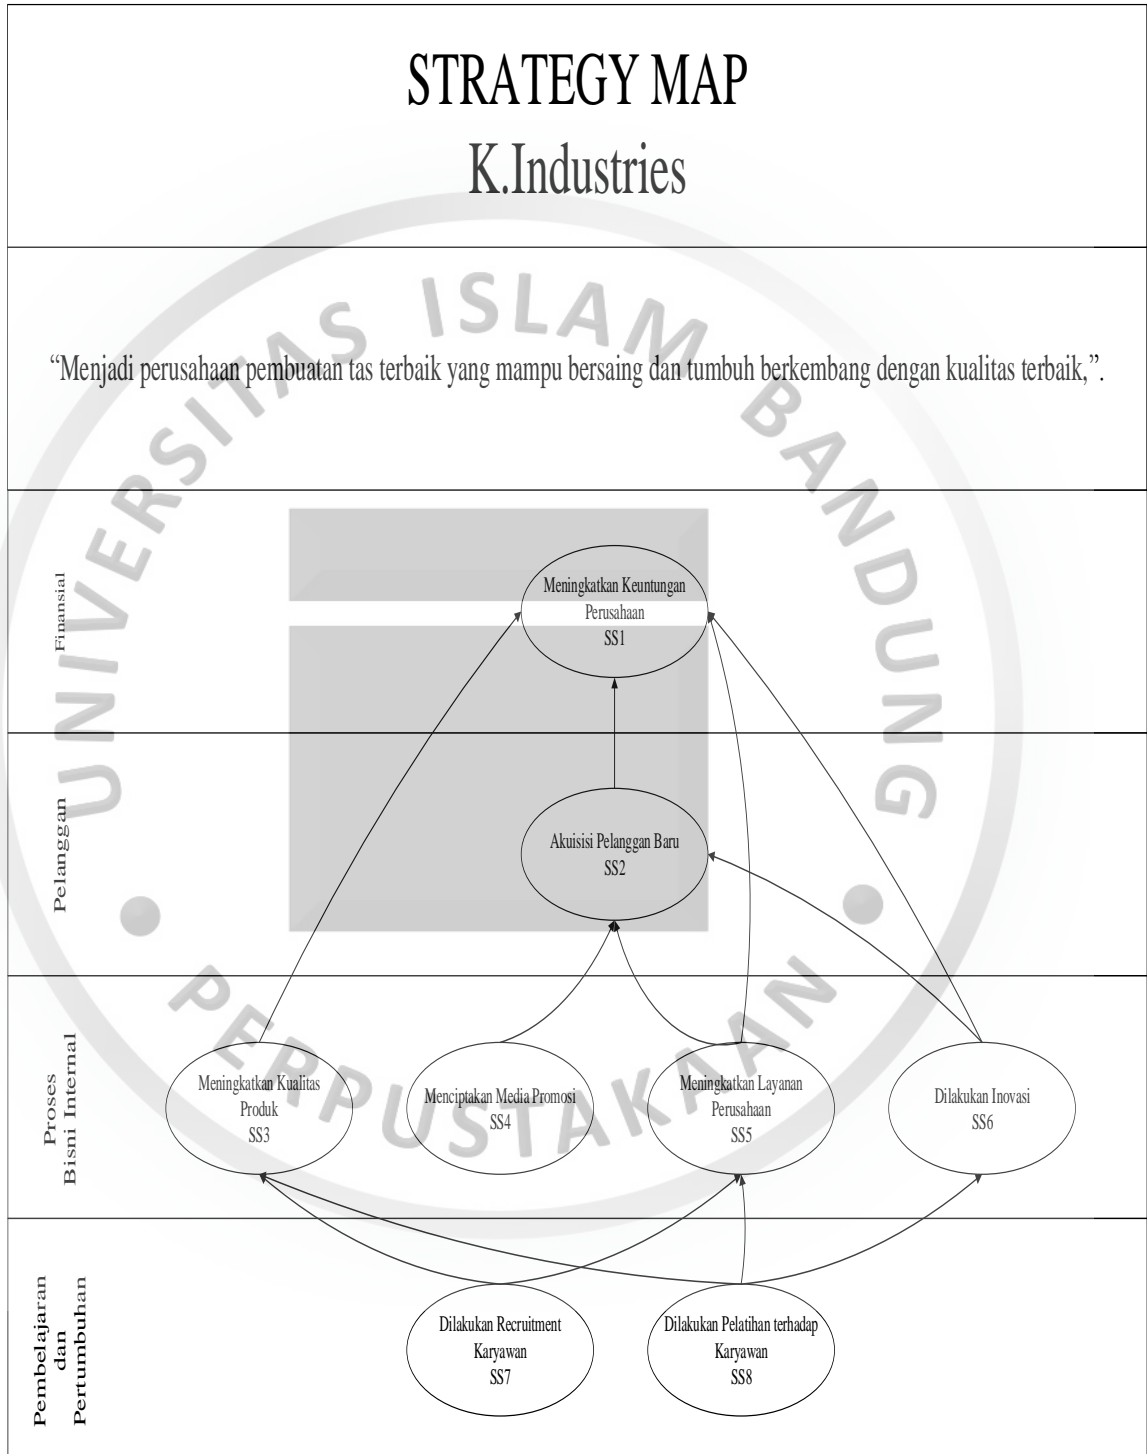 STRATEGY MAP
K.Industries
“Menjadi perusahaan pembuatan tas terbaik yang mampu bersaing dan tumbuh berkembang dengan kualitas terbaik,”.
UNIVERSITAS ISLAM BANDUNG
PERPUSTAKAAN
Finansial
Meningkatkan Keuntungan
Perusahaan
SS1
Pelanggan
Akuisisi Pelanggan Baru
SS2
Proses
Bisni Internal
Meningkatkan Kualitas
Produk
SS3
Menciptakan Media Promosi
SS4
Meningkatkan Layanan
Perusahaan
SS5
Dilakukan Inovasi
SS6
Pembelajaran
dan
Pertumbuhan
Dilakukan Recruitment
Karyawan
SS7
Dilakukan Pelatihan terhadap
Karyawan
SS8